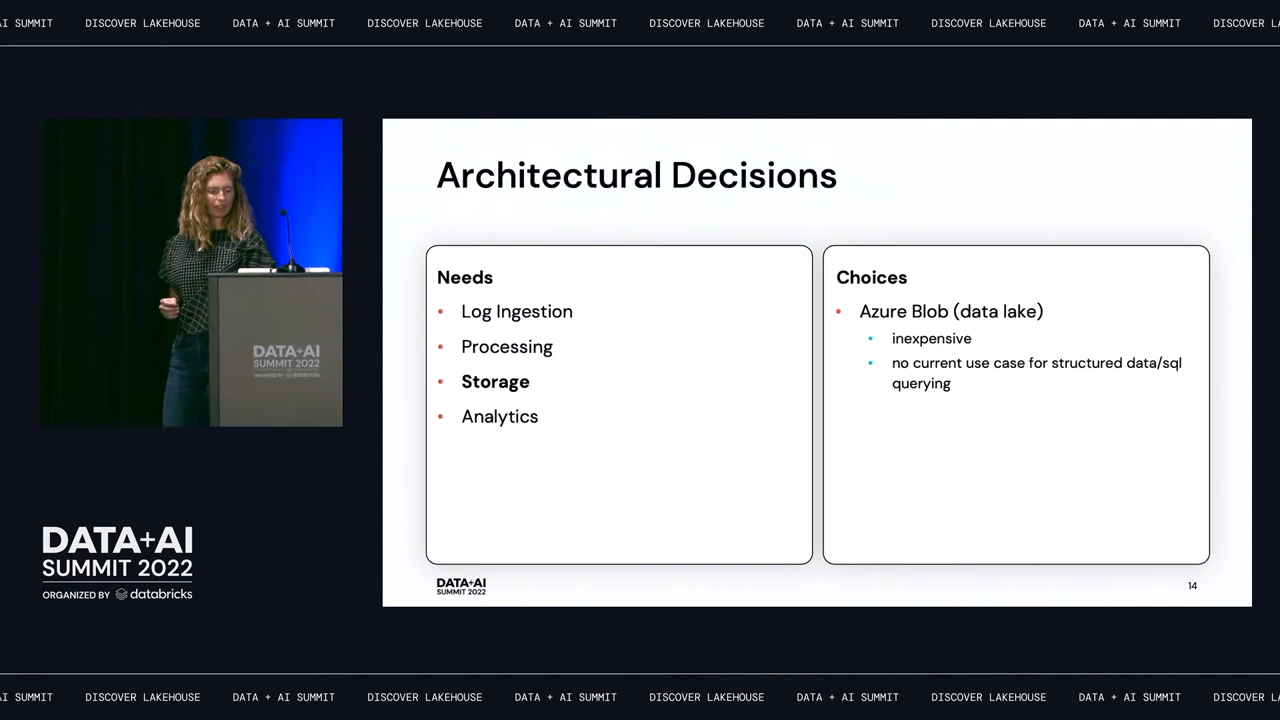 AI SUMMIT DISCOVER LAKEHOUSE DATA + AI SUMMIT DISCOVER LAKEHOUSE DATA + AI SUMMIT DISCOVER LAKEHOUSE DATA + AI SUMMIT DISCOVER LAKEHOUSE DATA + AI SUMMIT DISCOVER
Architectural Decisions
Needs
• Log Ingestion
• Processing
• Storage
• Analytics
Choices
• Azure Blob (data lake)
• inexpensive
• no current use case for structured data/sql
querying
DATA+AI
SUMMIT 2022
14
DATA+AI
SUMMIT 2022
ORGANIZED BY databricks
DATA+AI
SUMMIT 2022
ORGANIZED BY databricks
AI SUMMIT DISCOVER LAKEHOUSE DATA + AI SUMMIT DISCOVER LAKEHOUSE DATA + AI SUMMIT DISCOVER LAKEHOUSE DATA + AI SUMMIT DISCOVER LAKEHOUSE DATA + AI SUMMIT DISCOVER